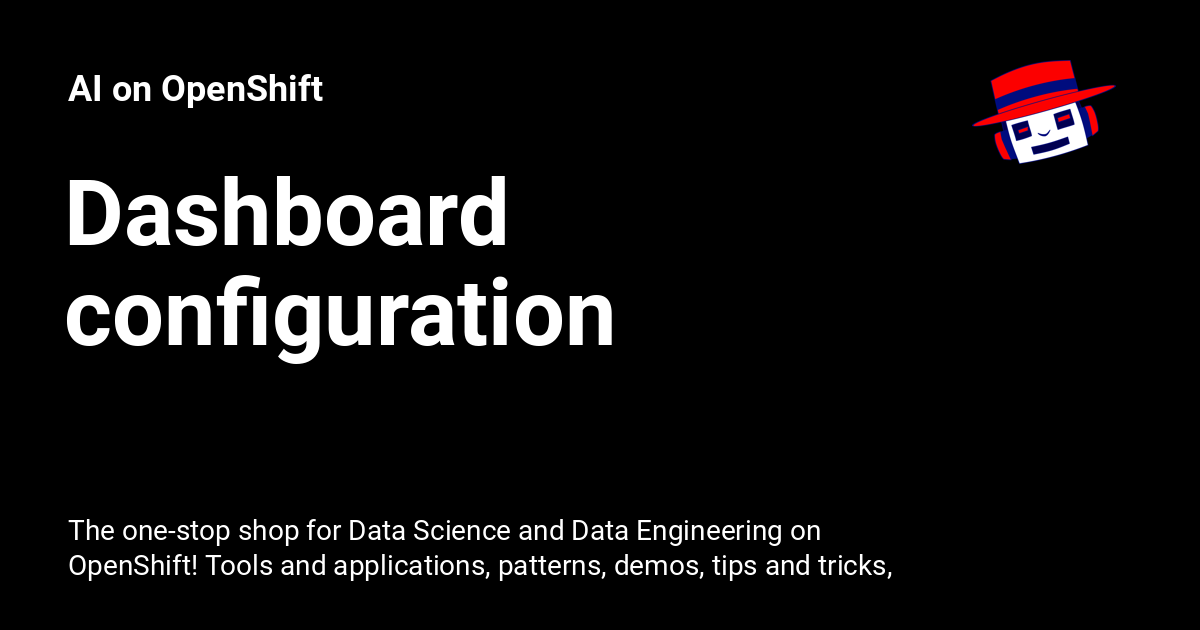 AI on OpenShift
Dashboard
configuration
The one-stop shop for Data Science and Data Engineering on
OpenShift! Tools and applications, patterns, demos, tips and tricks,